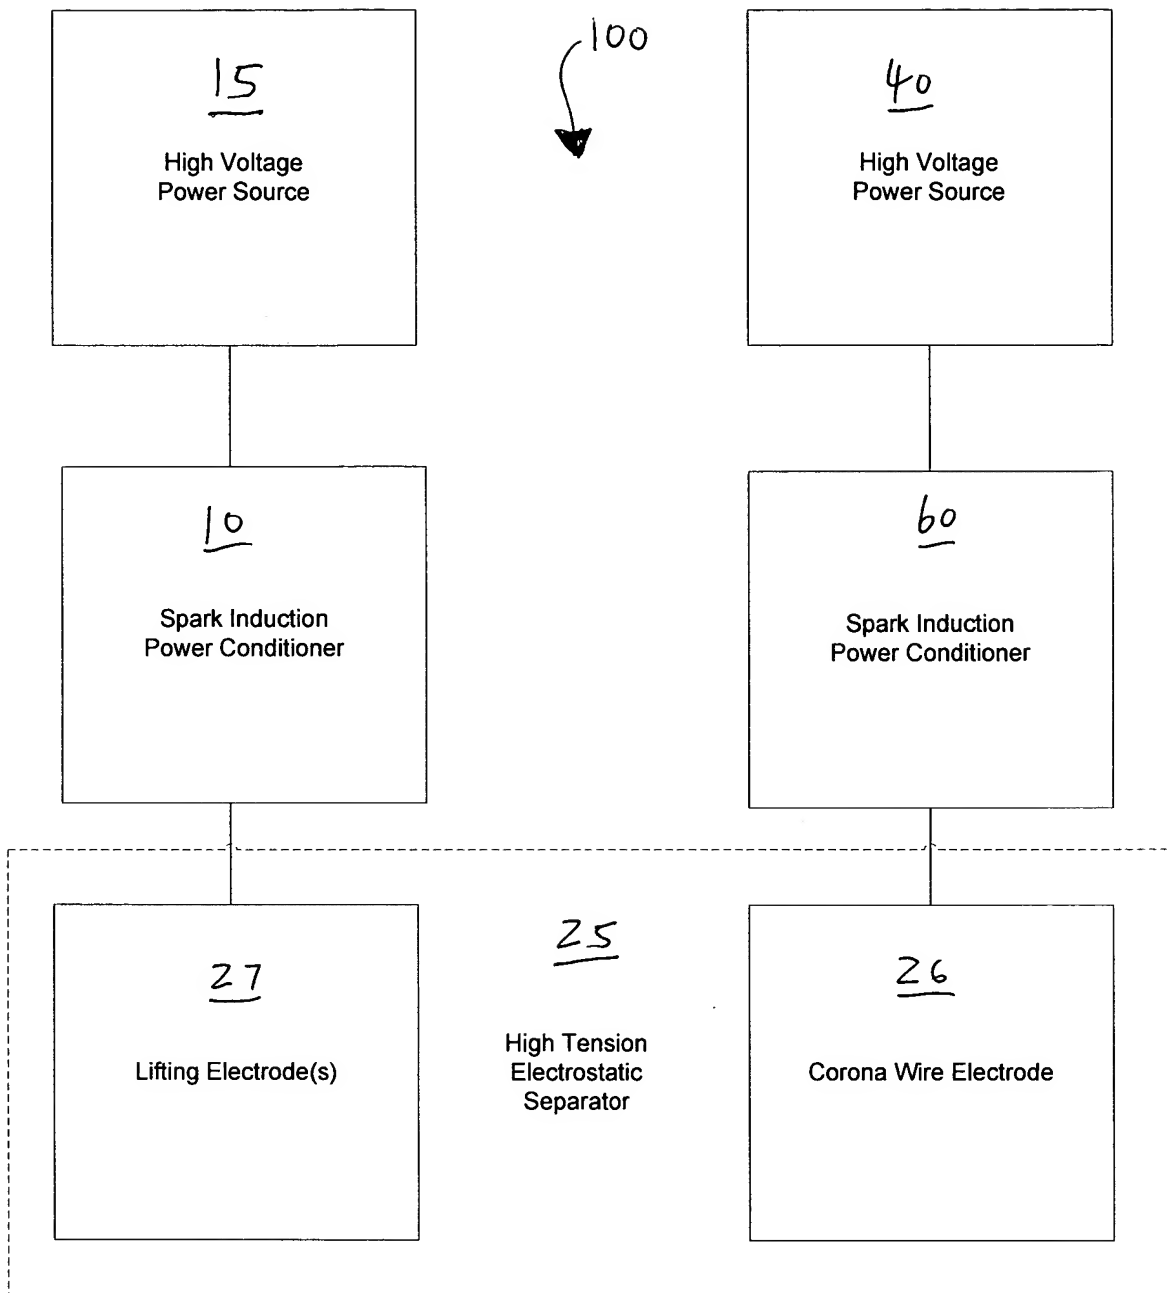 15
High Voltage
Power Source
100
40
High Voltage
Power Source
10
Spark Induction
Power Conditioner
60
Spark Induction
Power Conditioner
27
Lifting Electrode(s)
25
High Tension
Electrostatic
Separator
26
Corona Wire Electrode